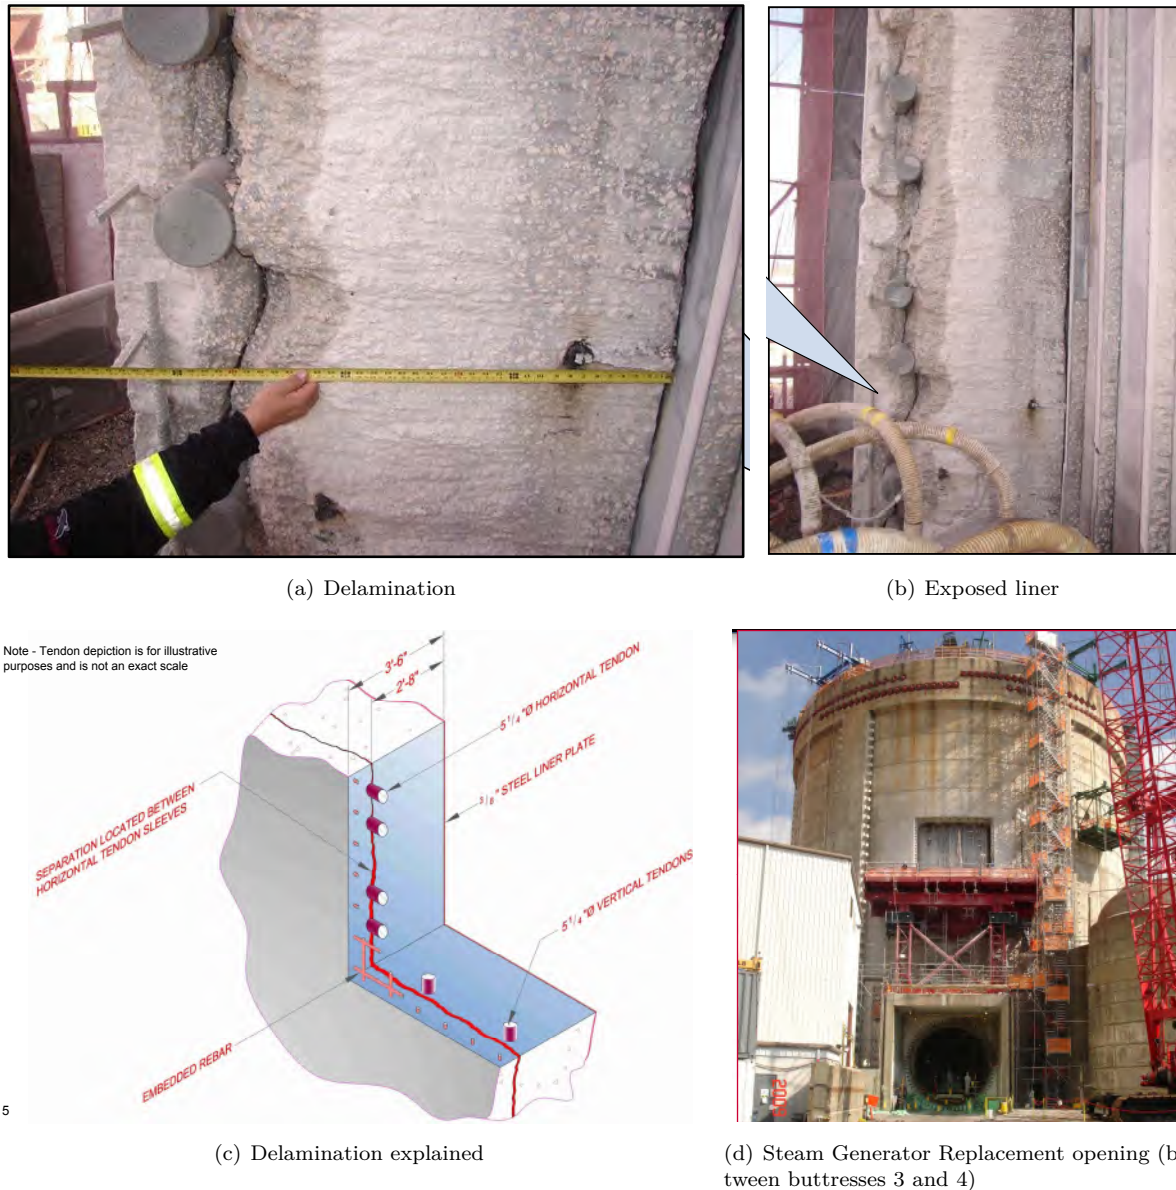 (a) Delamination
(b) Exposed liner
Note - Tendon depiction is for illustrative
purposes and is not an exact scale
3'-6"
2'-8"
5 1/4 "Ø HORIZONTAL TENDON
3/8 " STEEL LINER PLATE
SEPARATION LOCATED BETWEEN
HORIZONTAL TENDON SLEEVES
5 1/4 "Ø VERTICAL TENDONS
EMBEDDED REBAR
5
(c) Delamination explained
2009
(d) Steam Generator Replacement opening (b
tween buttresses 3 and 4)